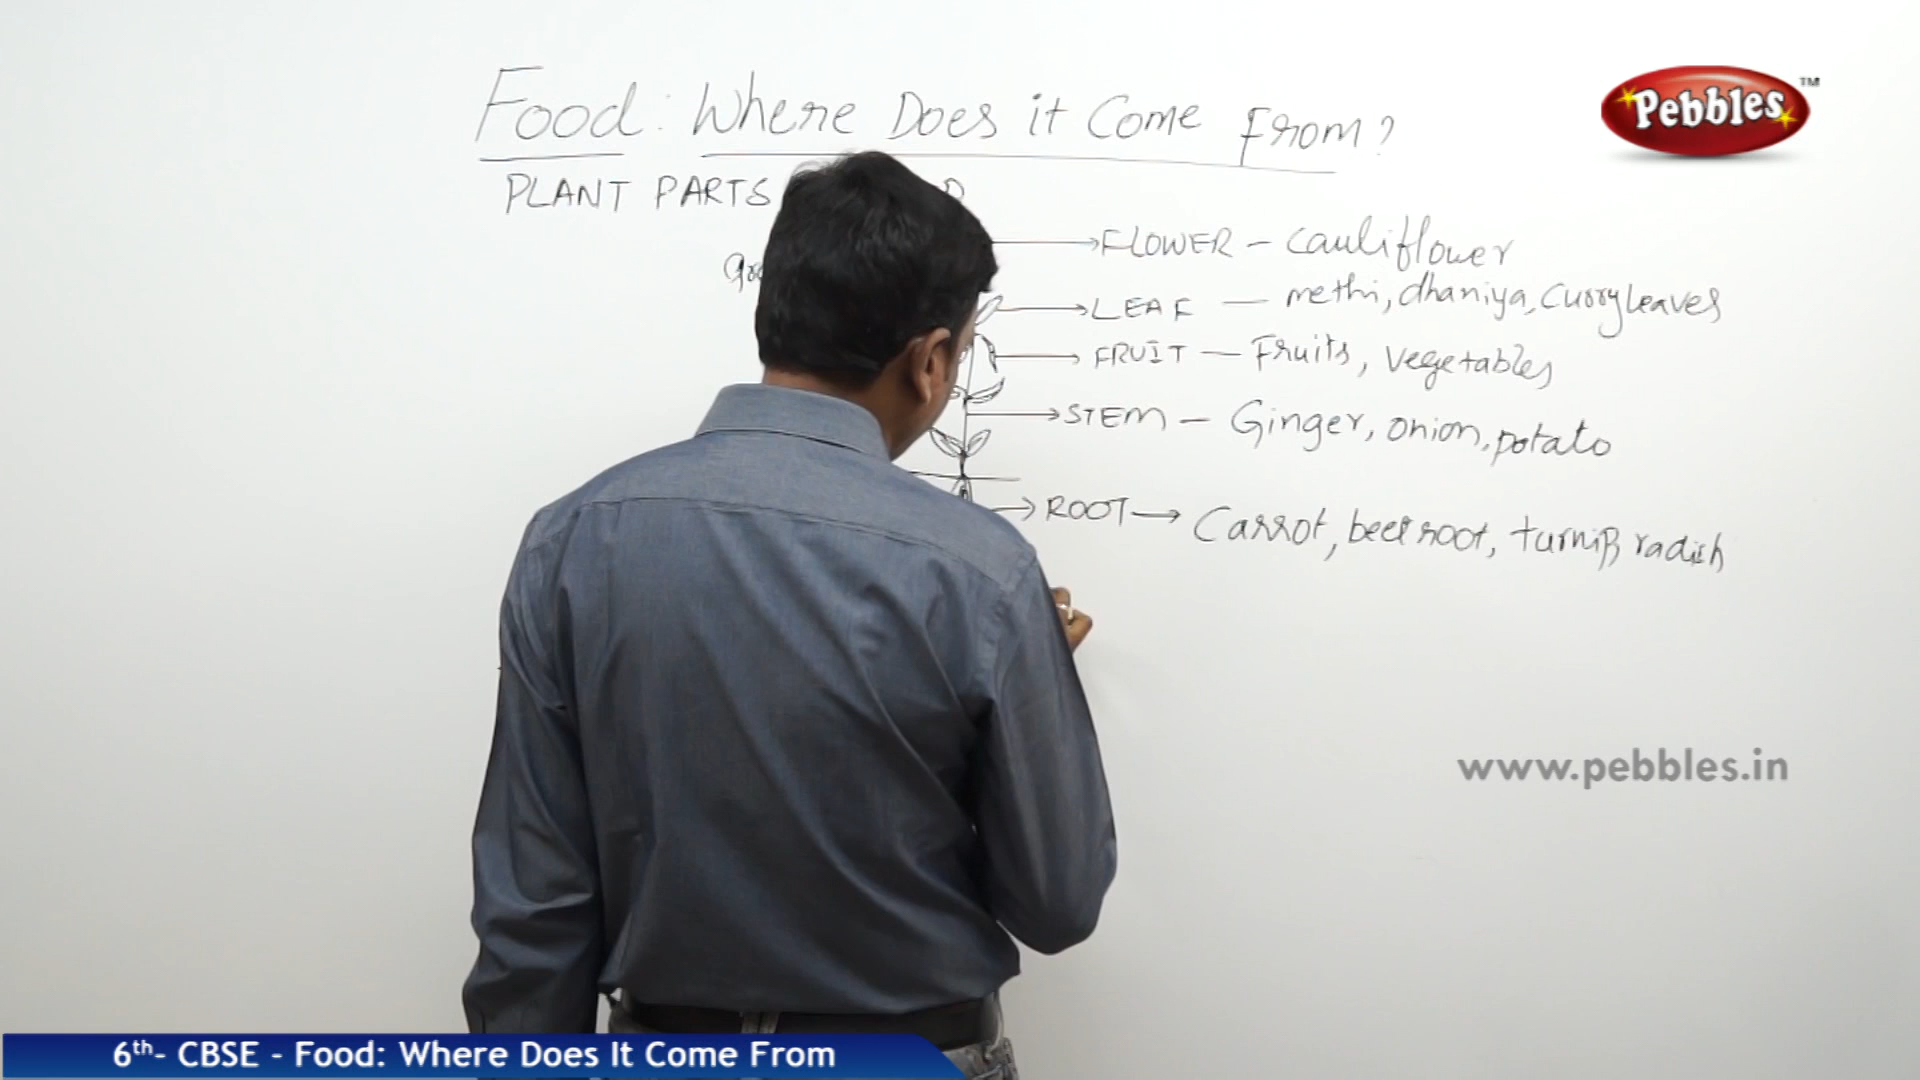 Food: Where Does it Come From?
Pebbles TM
PLANT PARTS
FLOWER - Cauliflower
LEAF - methi, dhaniya, Curry leaves
FRUIT - Fruits, Vegetables
STEM - Ginger, onion, potato
ROOT → Carrot, beetroot, turnip, radish
www.pebbles.in
6th- CBSE - Food: Where Does It Come From